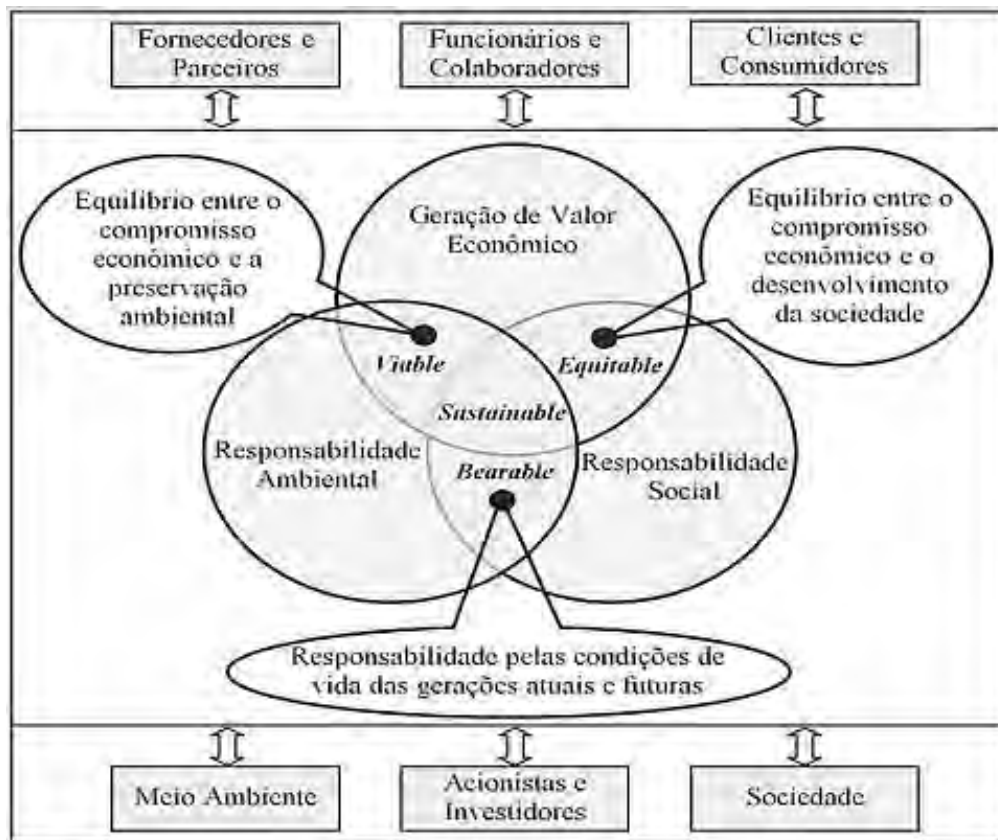 Fornecedores e
Parceiros
Funcionários e
Colaboradores
Clientes e
Consumidores
Equilíbrio entre o
compromisso
econômico e a
preservação
ambiental
Geração de Valor
Econômico
Equilíbrio entre o
compromisso
econômico e o
desenvolvimento
da sociedade
Viable
Equitable
Sustainable
Responsabilidade
Ambiental
Bearable
Responsabilidade
Social
Responsabilidade pelas condições de
vida das gerações atuais e futuras
Meio Ambiente
Acionistas e
Investidores
Sociedade